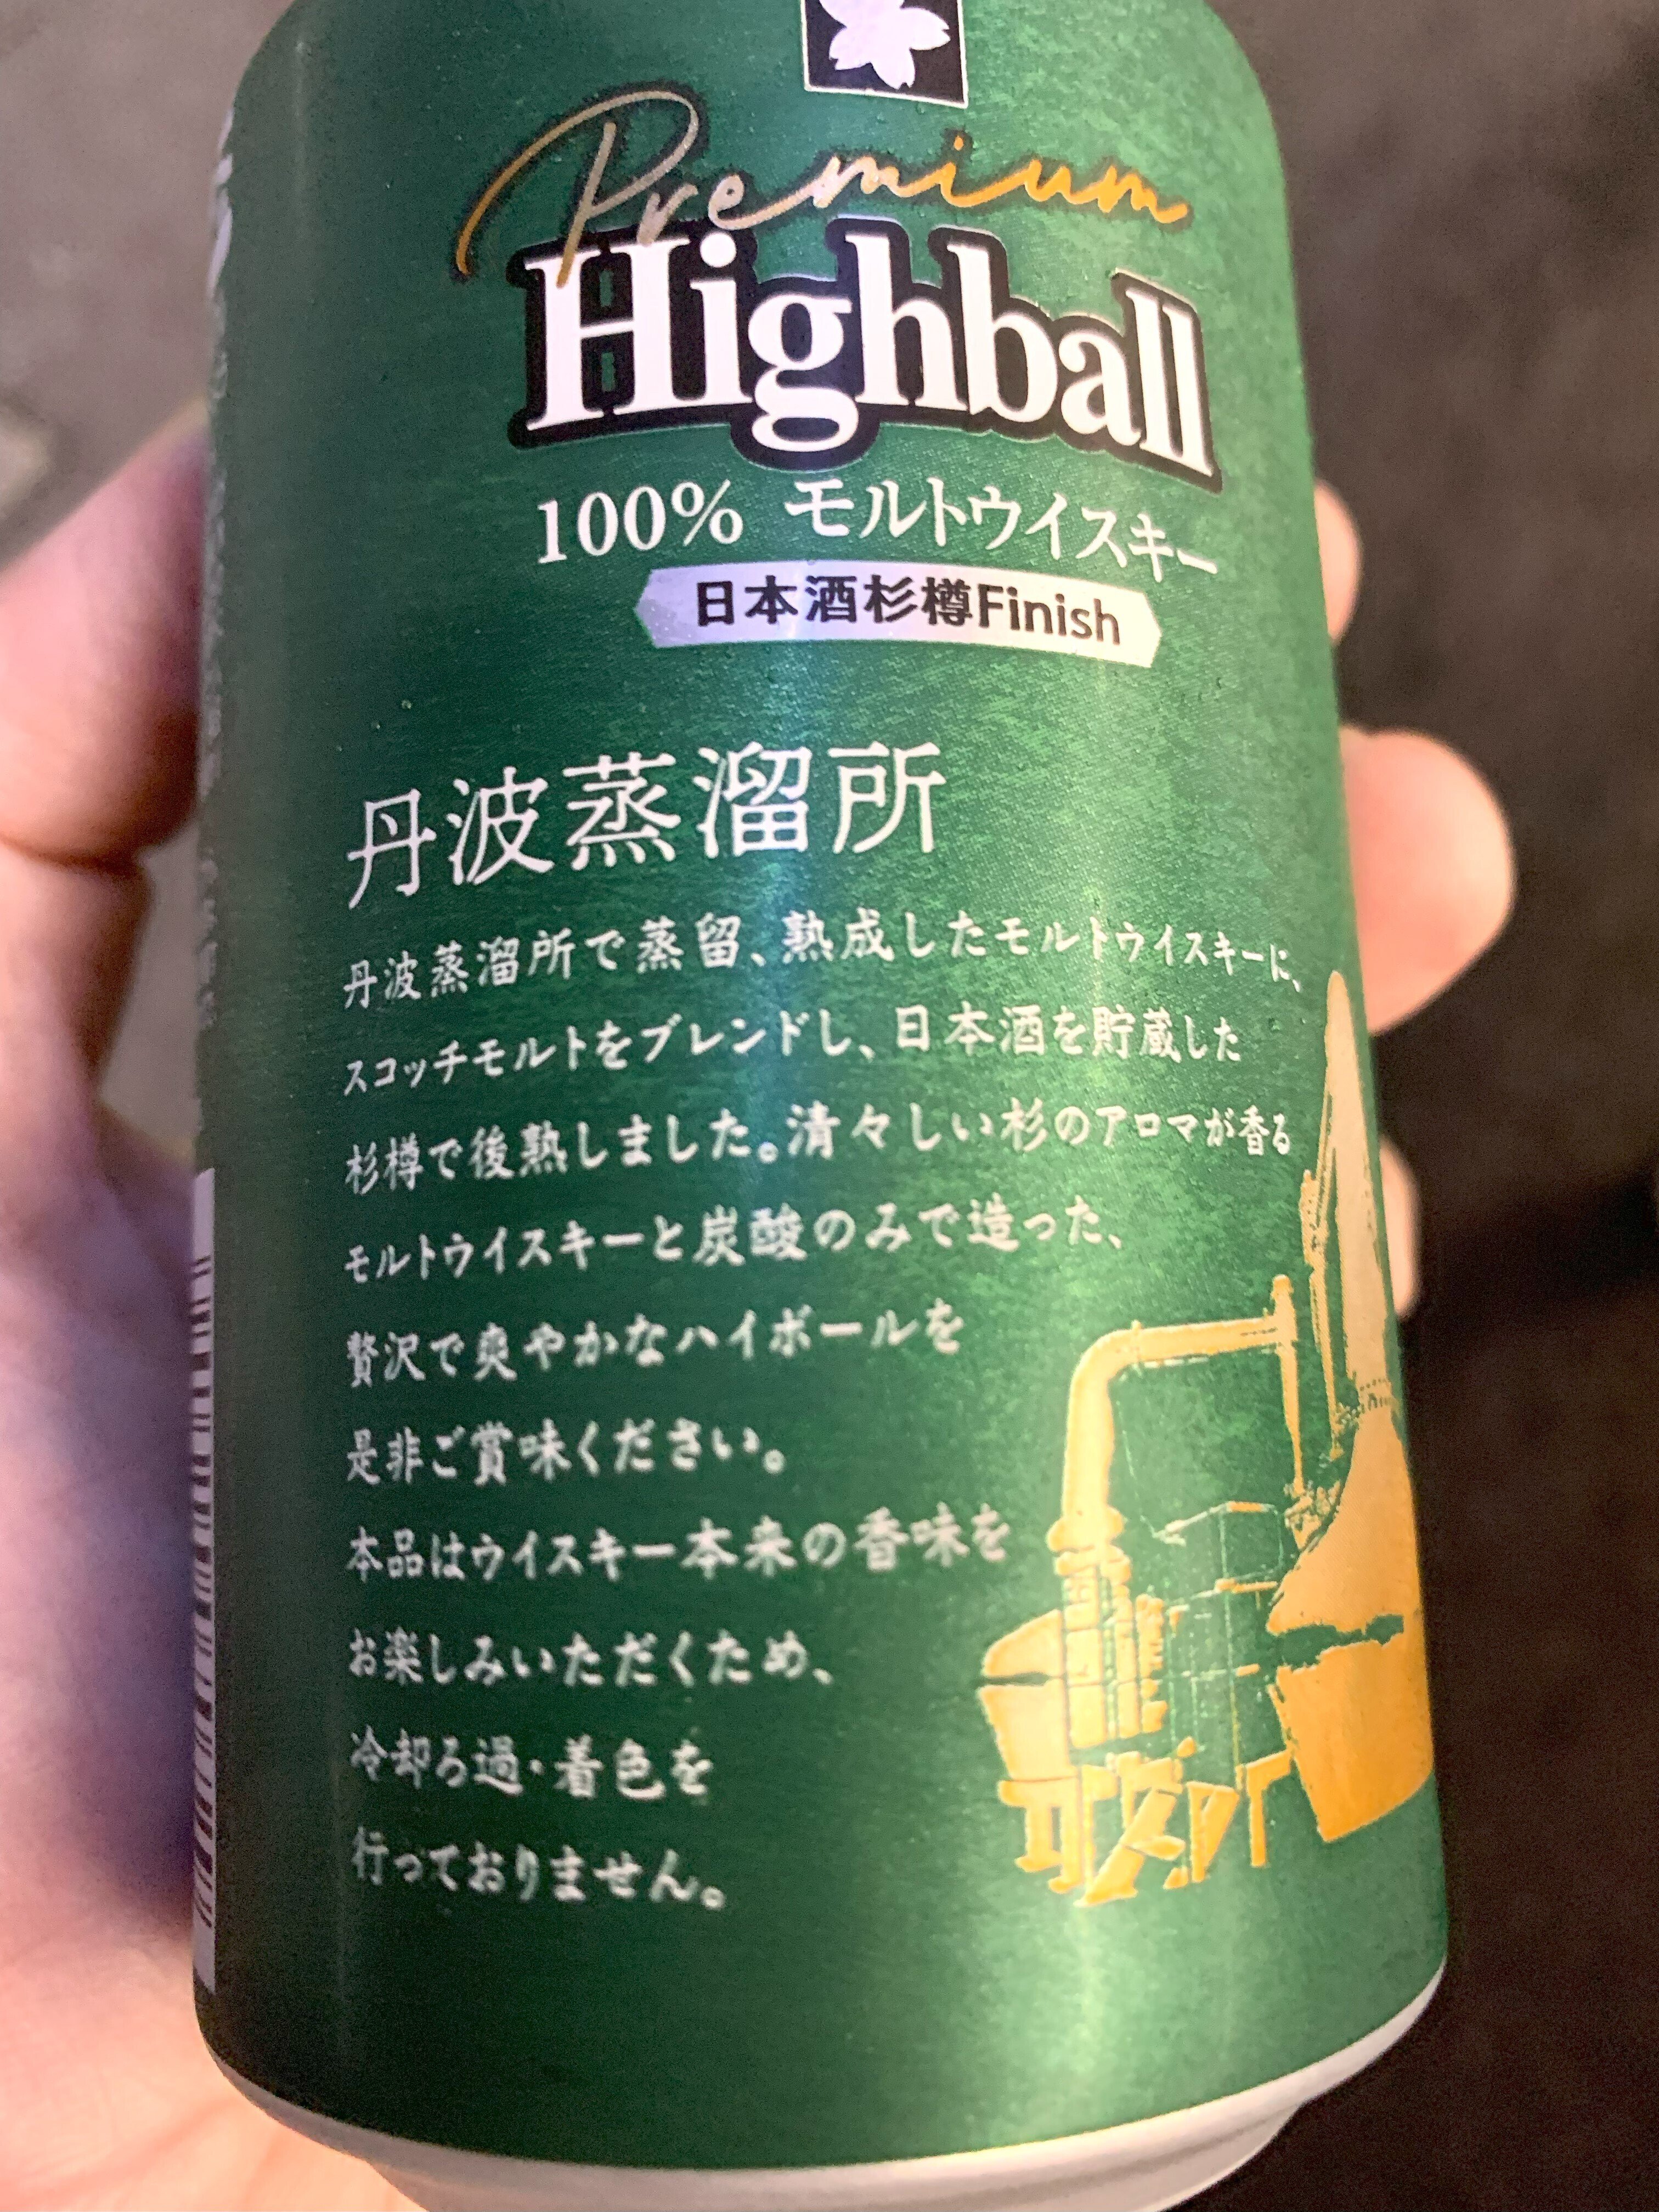 Premium
Highball
100% モルトウイスキー
日本酒杉樽Finish
丹波蒸溜所
丹波蒸溜所で蒸留、熟成したモルトウイスキーに、
スコッチモルトをブレンドし、日本酒を貯蔵した
杉樽で後熟しました。清々しい杉のアロマが香る
モルトウイスキーと炭酸のみで造った、
贅沢で爽やかなハイボールを
是非ご賞味ください。
本品はウイスキー本来の香味を
お楽しみいただくため、
冷却ろ過・着色を
行っておりません。